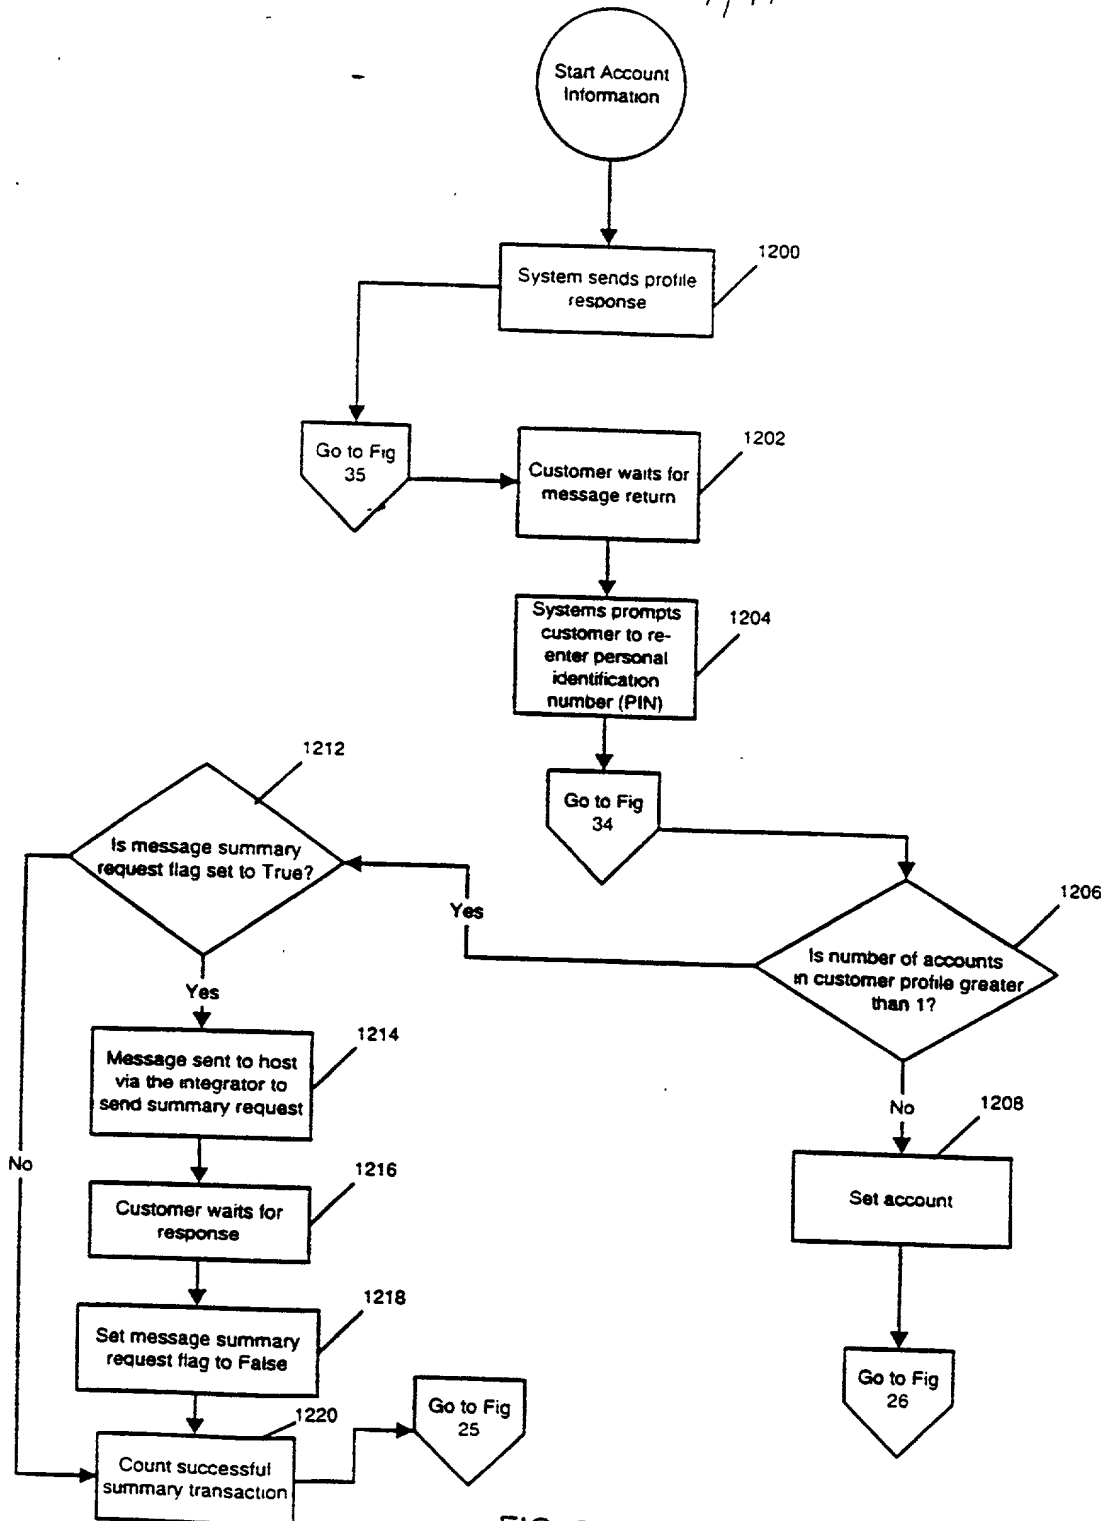 Start Account
Information
1200
System sends profile
response
Go to Fig
35
1202
Customer waits for
message return
1204
Systems prompts
customer to re-
enter personal
identification
number (PIN)
Go to Fig
34
1212
Is message summary
request flag set to True?
Yes
1206
Is number of accounts
in customer profile greater
than 1?
Yes
1214
Message sent to host
via the integrator to
send summary request
No
1208
Set account
No
1216
Customer waits for
response
1218
Set message summary
request flag to False
Go to Fig
26
1220
Go to Fig
25
Count successful
summary transaction
FIG.